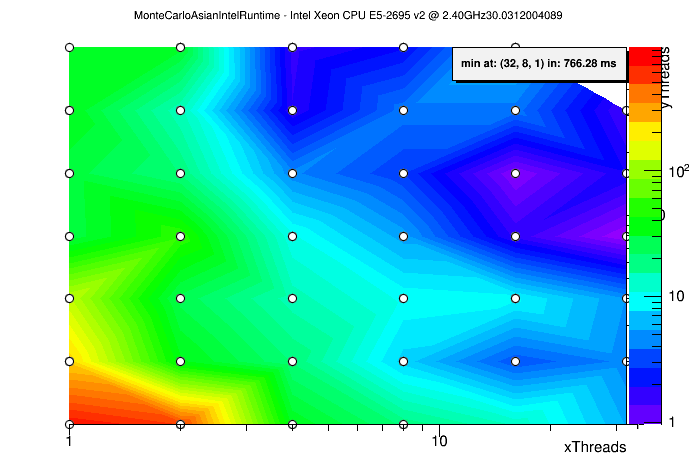 MonteCarloAsianIntelRuntime - Intel Xeon CPU E5-2695 v2 @ 2.40GHz30.0312004089
min at: (32, 8, 1) in: 766.28 ms
yThreads
10²
10
1
1
10
xThreads